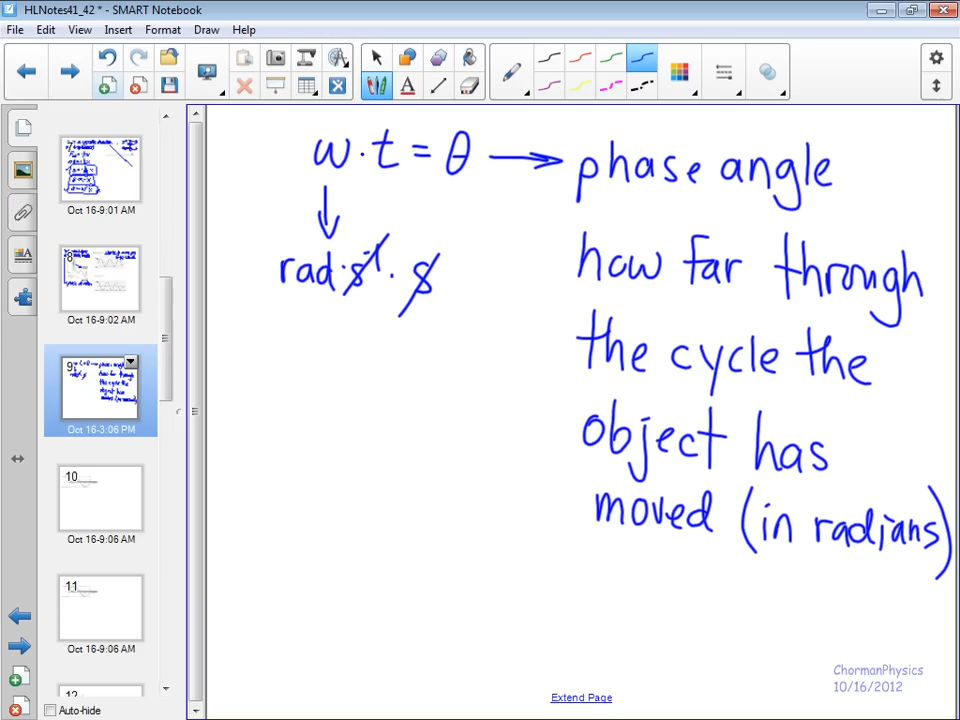 HLNotes41_42 * - SMART Notebook
File Edit View Insert Format Draw Help
Oct 16-9:01 AM
8
Oct 16-9:02 AM
9
Oct 16-3:06 PM
10
Oct 16-9:06 AM
11
Oct 16-9:06 AM
12
Auto-hide
w · t = θ → phase angle
rad · s⁻¹ · s
how far through
the cycle the
object has
moved (in radians)
ChormanPhysics
10/16/2012
Extend Page